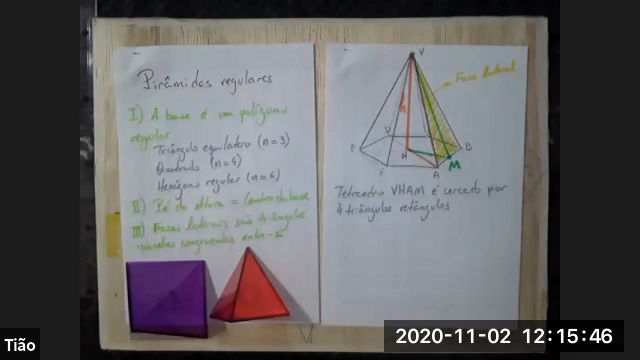 Pirâmides regulares
I) A base é um polígono
regular
Triângulo equilátero (n=3)
Quadrado (n=4)
Hexágono regular (n=6)
II) Pé da altura = Centro da base
III) Faces laterais são triângulos
isósceles congruentes entre-si
V
Face lateral
h
D
E
H
B
M
F
A
Tetraedro VHAM é cercado por
4 triângulos retângulos
Tião
2020-11-02 12:15:46